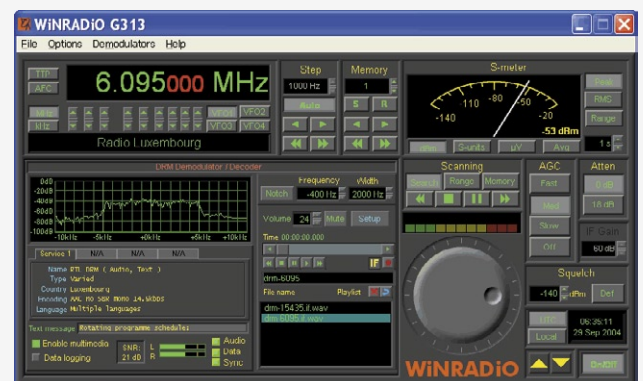 WiNRADiO G313
File Options Demodulators Help
TTP
AFC
6.095000 MHz
MHz
kHz
VFO1 VFO2
VFO3 VFO4
Radio Luxembourg
Step
1000 Hz
Auto
Memory
1
S R
S-meter
-140 -110 -80 -50 -20
-53 dBm
dBm S-units µV Avg
Peak
RMS
Range
1 s
DRM Demodulator / Decoder
0dB
-20dB
-40dB
-60dB
-80dB
-100dB
-10kHz -5kHz +5kHz +10kHz
Service 1 N/A N/A N/A
Name RTL DRM ( Audio, Text )
Type Varied
Country Luxembourg
Encoding AAC HQ SBR Mono 14.9kbps
Language Multiple languages
Text message Rotating programme schedules
Enable multimedia
Data logging
SNR:
21 dB
L
R
Audio
Data
Sync
Frequency Width
Notch -400 Hz 2000 Hz
Volume 24 Mute Setup
Time 00:00:00.000
IF
drm-6095
File name Playlist
drm-15435.if.wav
drm-6095.if.wav
Scanning
Search Range Memory
WiNRADiO
AGC
Fast
Med
Slow
Off
Atten
0 dB
18 dB
IF Gain
60 dB
Squelch
-140 dBm Def
UTC
Local
06:35:11
29 Sep 2004
On/Off